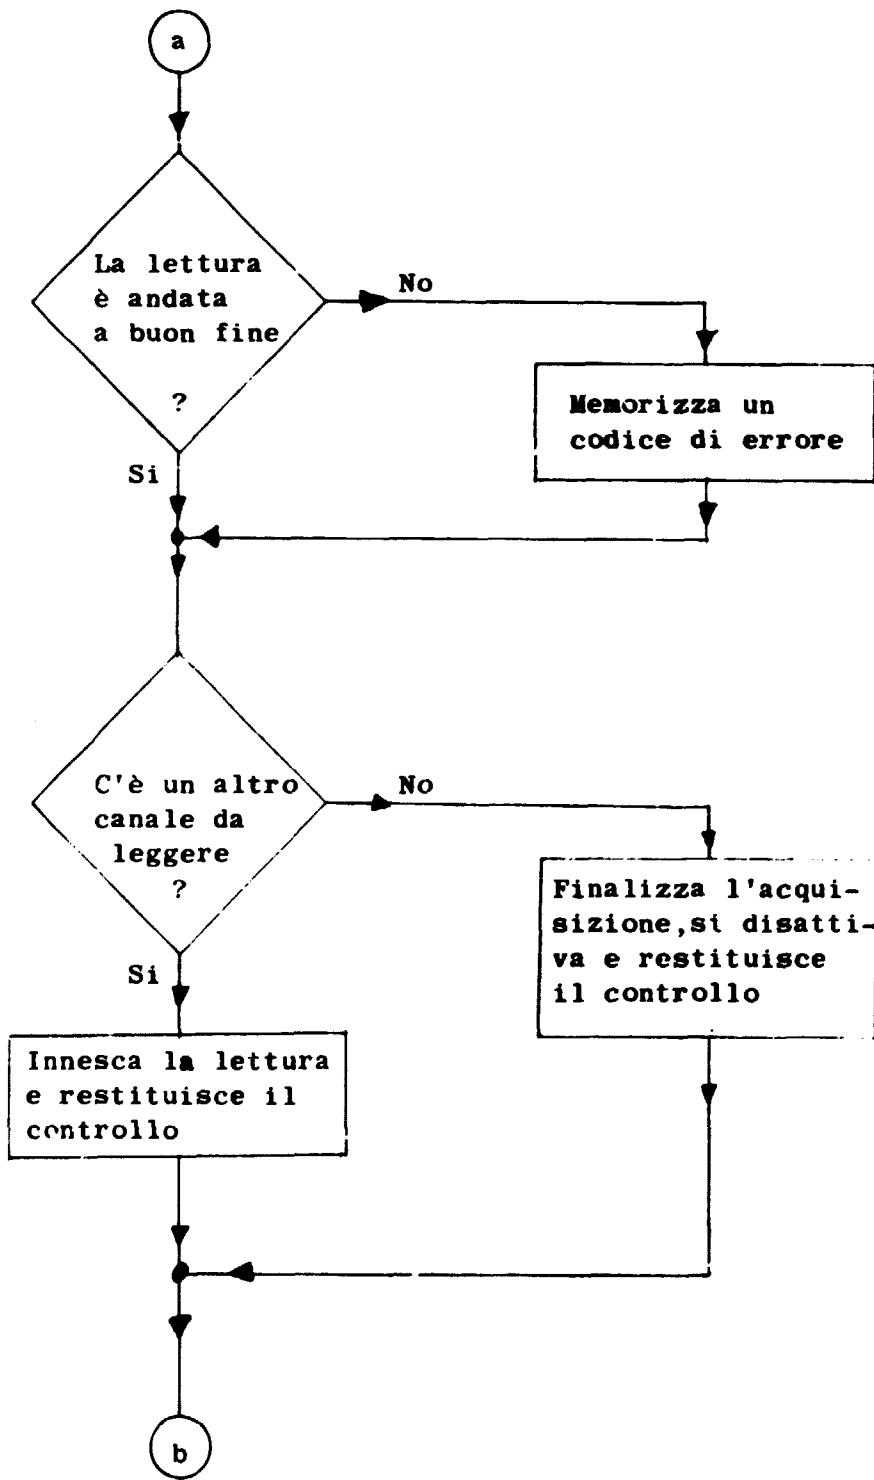 a
La lettura
è andata
a buon fine
?
No
Memorizza un
codice di errore
Si
C'è un altro
canale da
leggere
?
No
Finalizza l'acqui-
sizione,si disatti-
va e restituisce
il controllo
Si
Innesca la lettura
e restituisce il
controllo
b